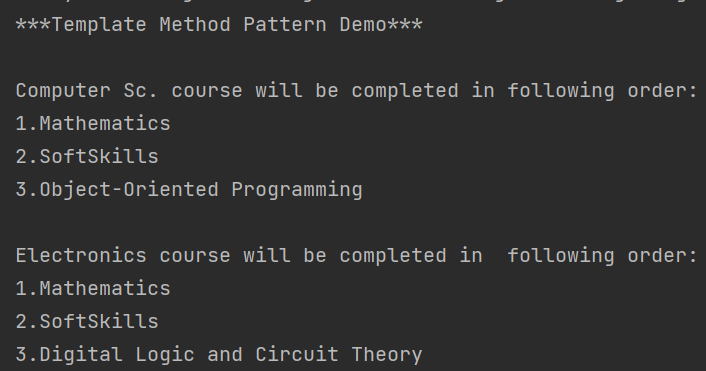 ***Template Method Pattern Demo***
Computer Sc. course will be completed in following order:
1.Mathematics
2.SoftSkills
3.Object-Oriented Programming
Electronics course will be completed in  following order:
1.Mathematics
2.SoftSkills
3.Digital Logic and Circuit Theory